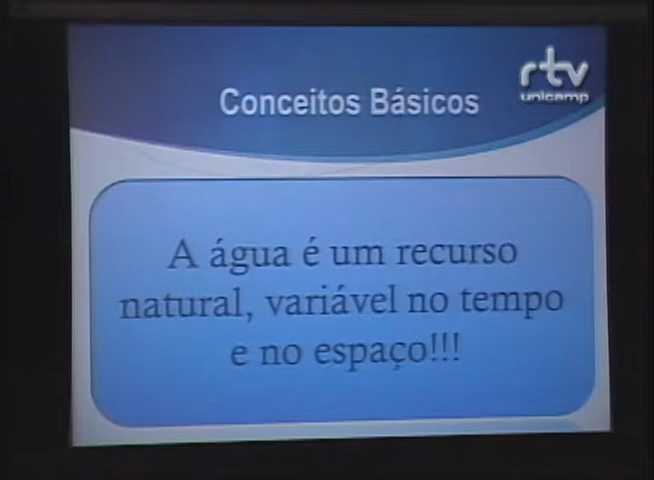 rtv
unicamp
Conceitos Básicos
A água é um recurso
natural, variável no tempo
e no espaço!!!